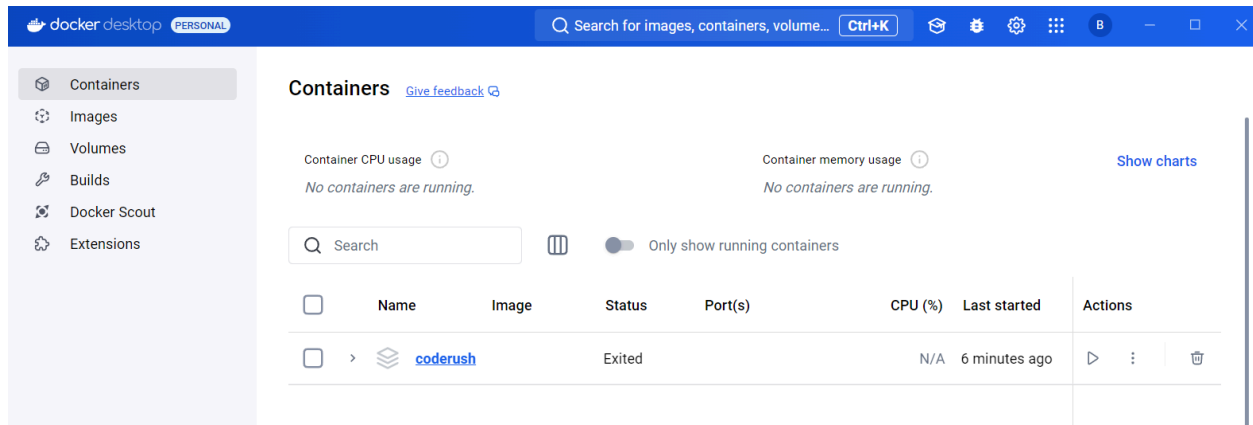 docker desktop PERSONAL
Search for images, containers, volume... Ctrl+K
B
Containers
Images
Volumes
Builds
Docker Scout
Extensions
Containers Give feedback
Container CPU usage
No containers are running.
Container memory usage
No containers are running.
Show charts
Search
Only show running containers
Name Image Status Port(s) CPU (%) Last started Actions
coderush Exited N/A 6 minutes ago